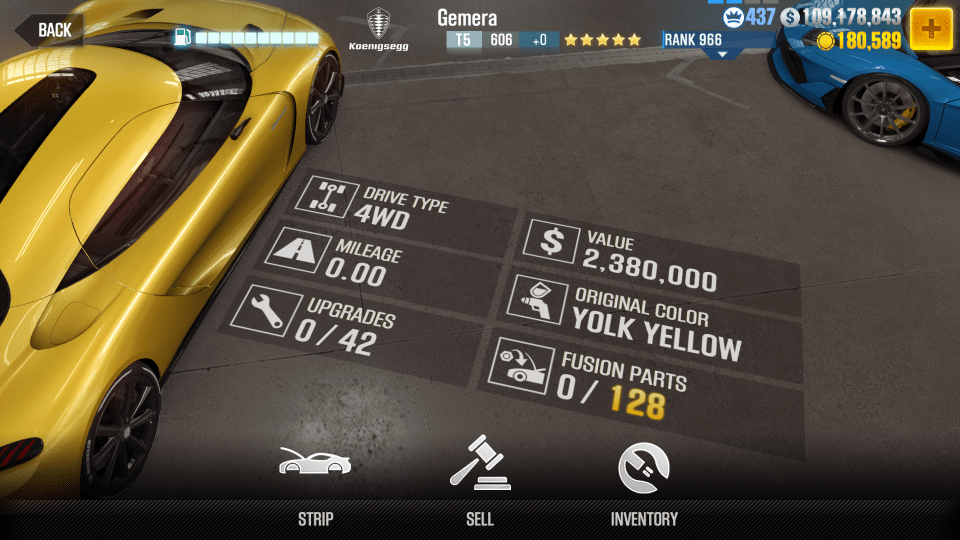 BACK
Koenigsegg
Gemera
T5 606 +0
RANK 966
437 109,178,843
180,589
DRIVE TYPE
4WD
MILEAGE
0.00
UPGRADES
0 / 42
VALUE
2,380,000
ORIGINAL COLOR
YOLK YELLOW
FUSION PARTS
0 / 128
STRIP
SELL
INVENTORY